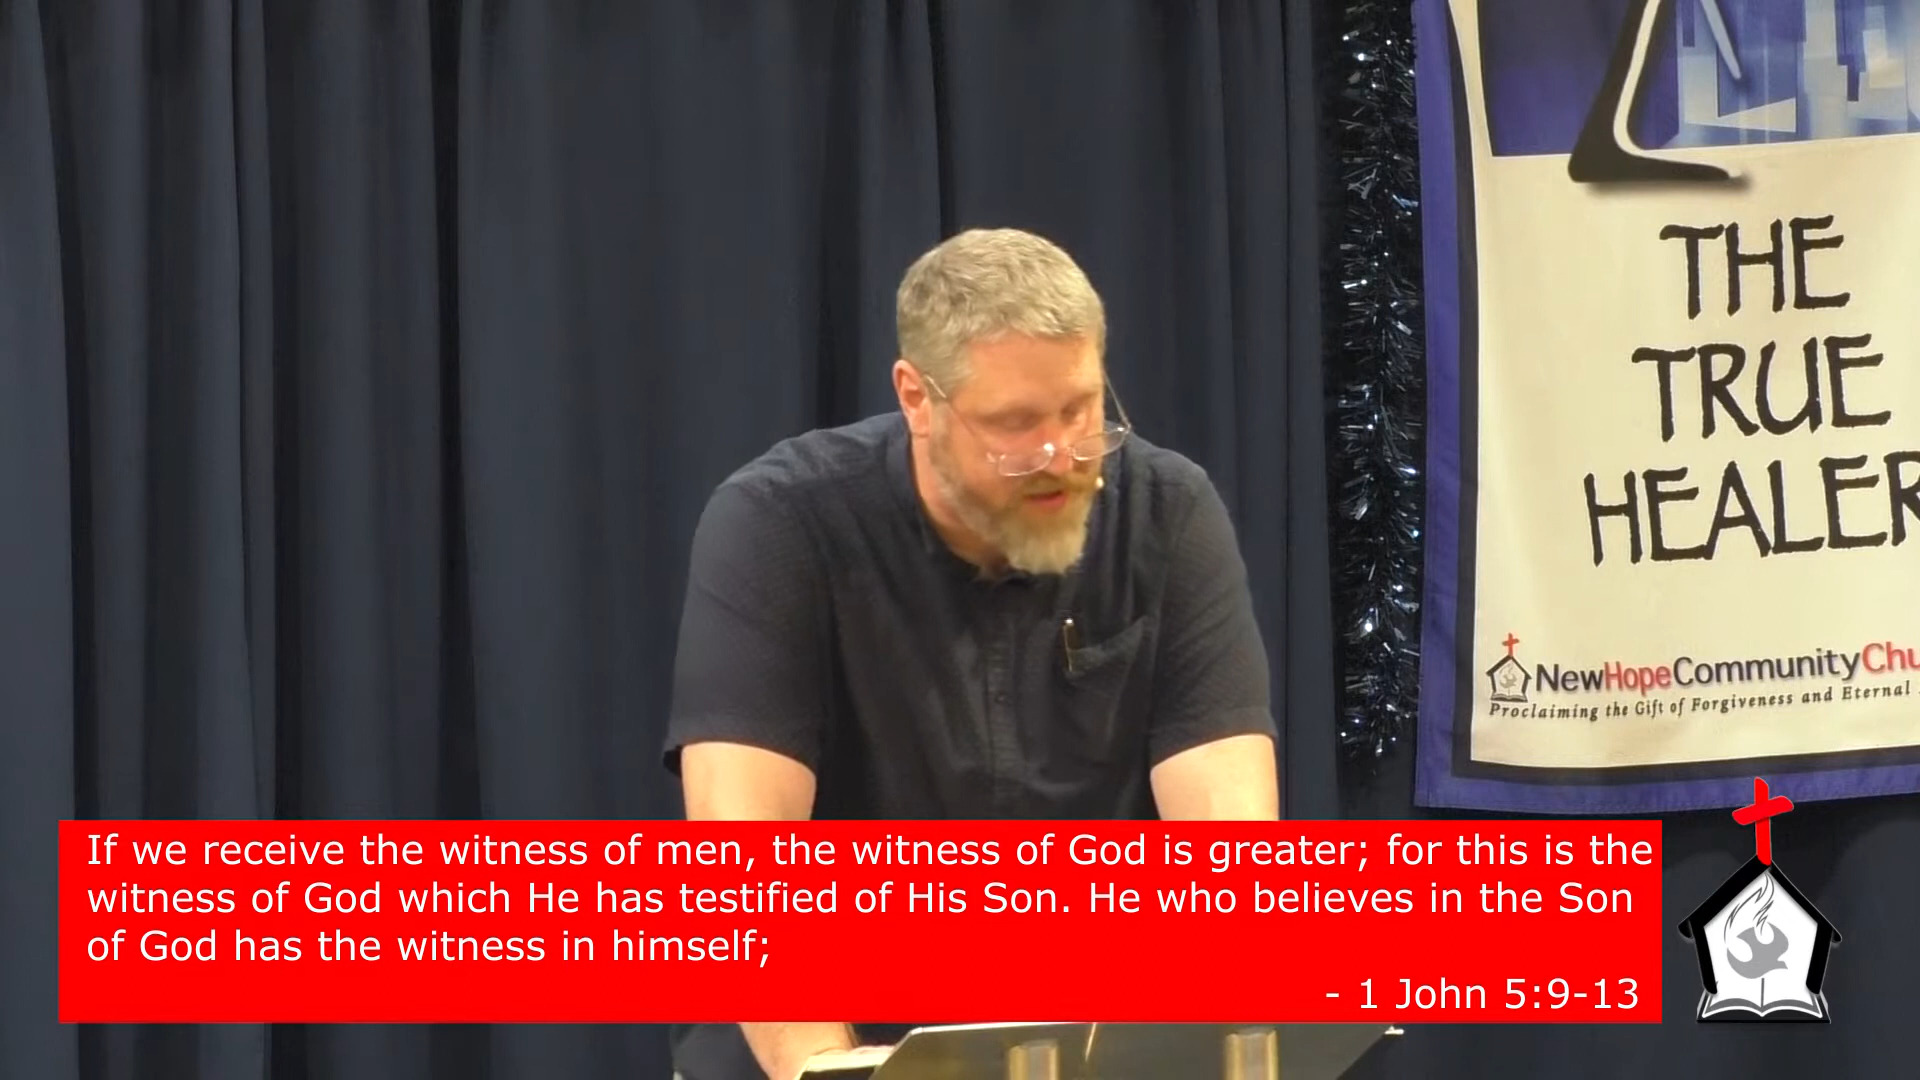 THE
TRUE
HEALER
NewHopeCommunity
Proclaiming the Gift of Forgiveness and Eternal
If we receive the witness of men, the witness of God is greater; for this is the
witness of God which He has testified of His Son. He who believes in the Son
of God has the witness in himself;
- 1 John 5:9-13